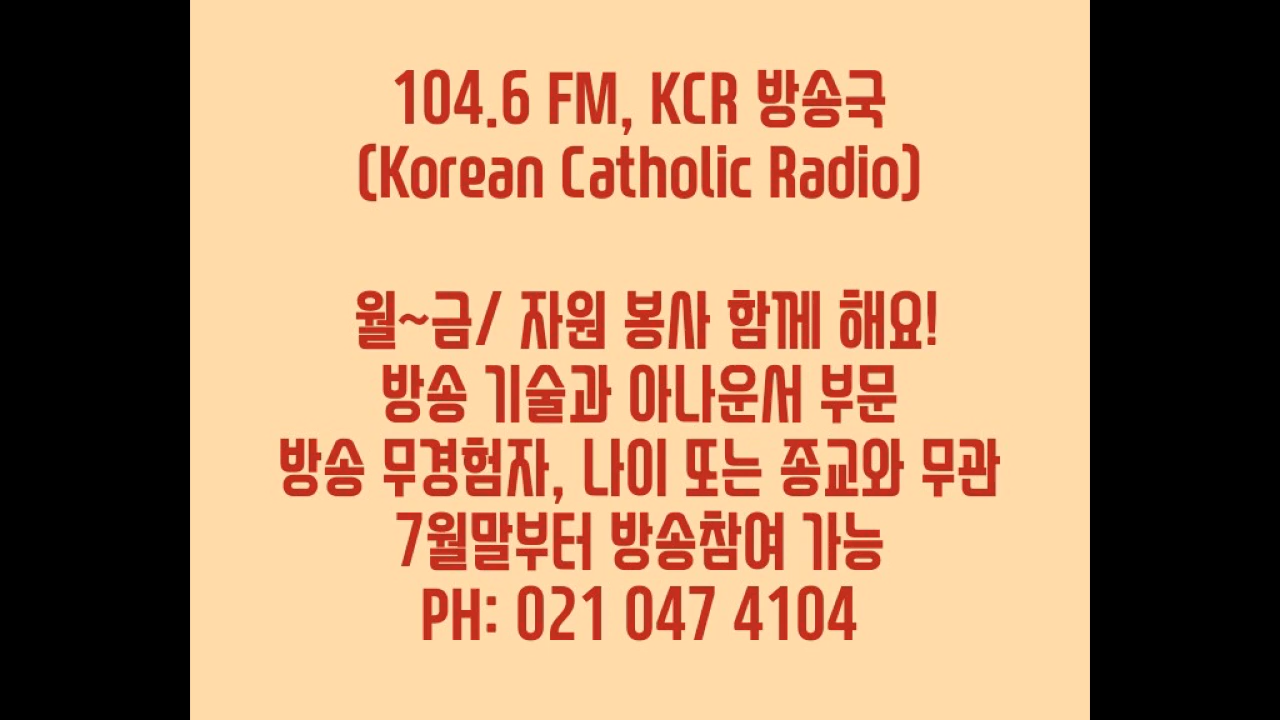 104.6 FM, KCR 방송국
(Korean Catholic Radio)
월~금/ 자원 봉사 함께 해요!
방송 기술과 아나운서 부문
방송 무경험자, 나이 또는 종교와 무관
7월말부터 방송참여 가능
PH: 021 047 4104